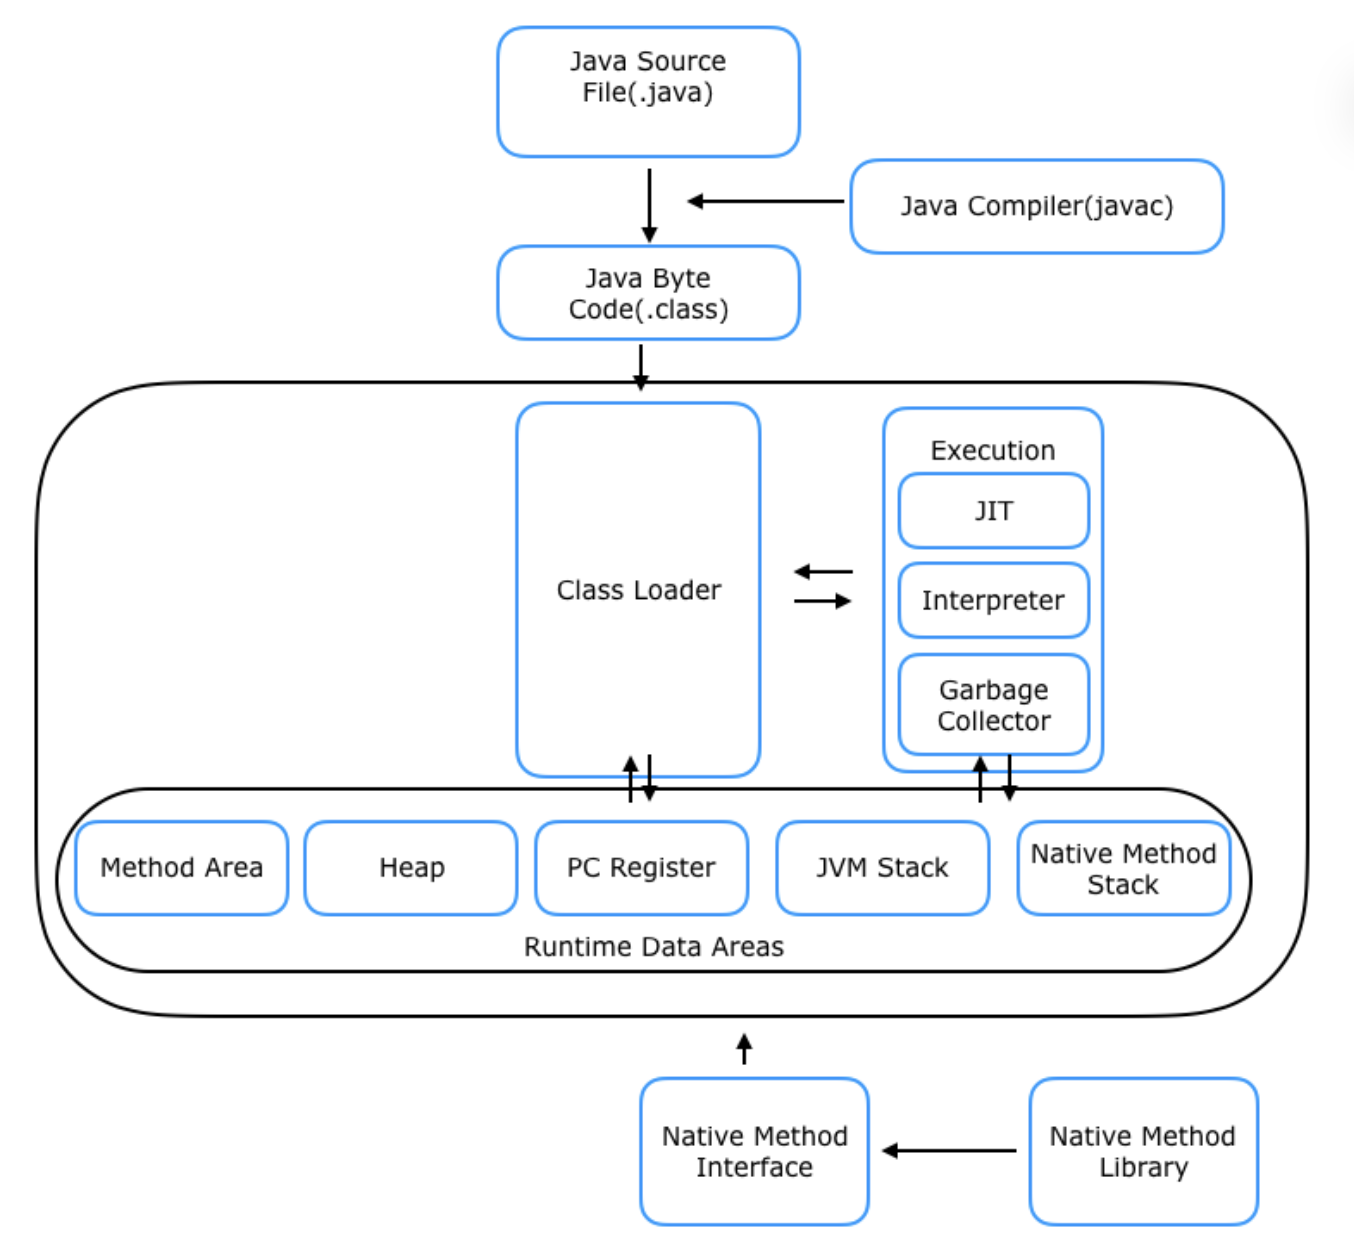 Java Source
File(.java)
Java Compiler(javac)
Java Byte
Code(.class)
Class Loader
Execution
JIT
Interpreter
Garbage
Collector
Method Area
Heap
PC Register
JVM Stack
Native Method
Stack
Runtime Data Areas
Native Method
Interface
Native Method
Library